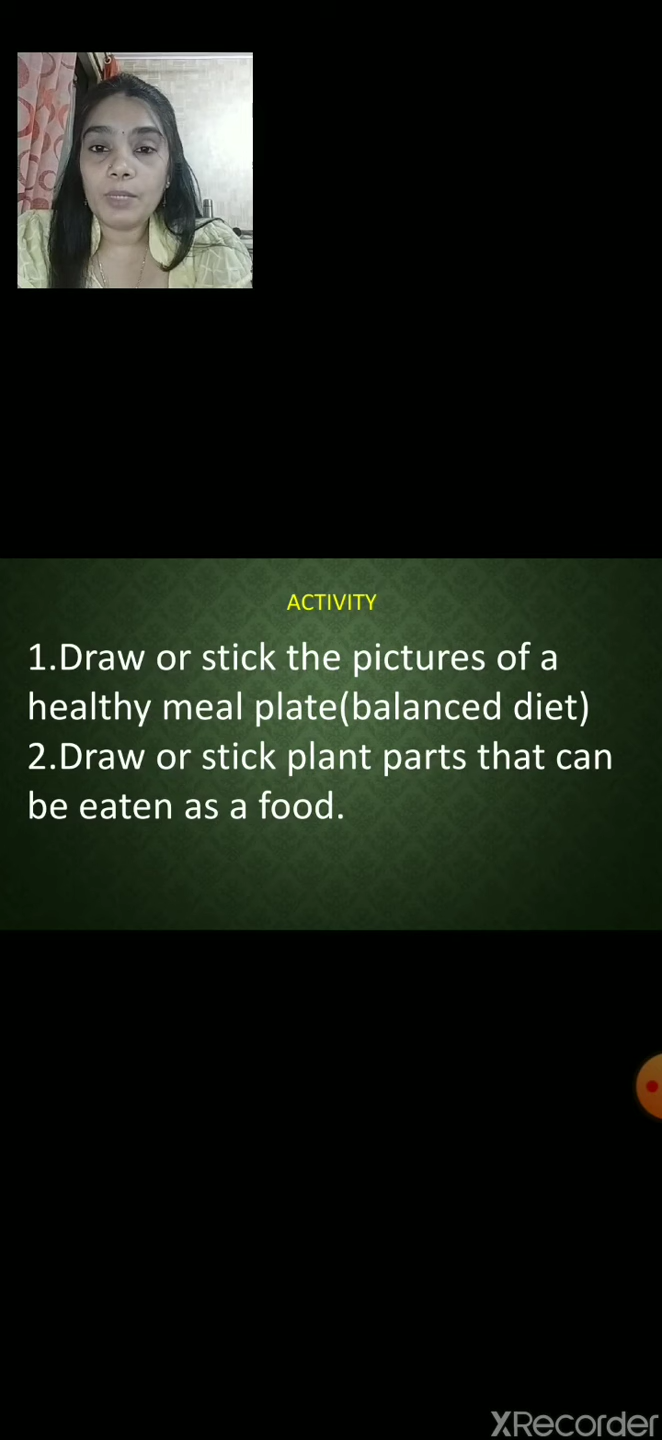 ACTIVITY
1.Draw or stick the pictures of a
healthy meal plate(balanced diet)
2.Draw or stick plant parts that can
be eaten as a food.
XRecorder